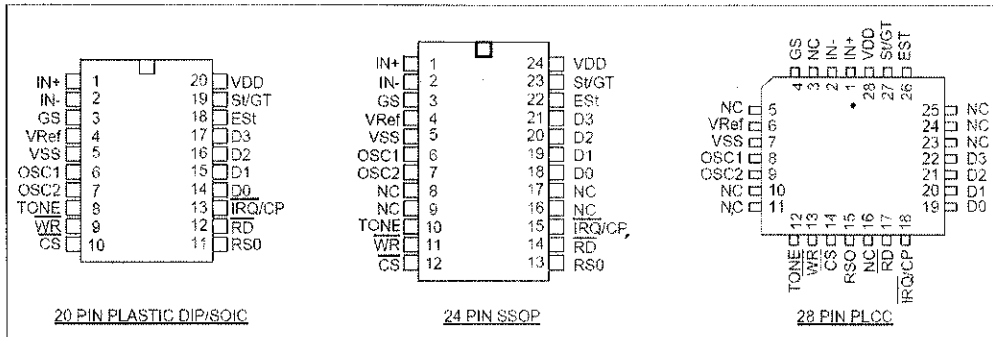 IN+ 1 20 VDD
IN- 2 19 St/GT
GS 3 18 ESt
VRef 4 17 D3
VSS 5 16 D2
OSC1 6 15 D1
OSC2 7 14 D0
TONE 8 13 IRQ/CP
WR 9 12 RD
CS 10 11 RS0
20 PIN PLASTIC DIP/SOIC
IN+ 1 24 VDD
IN- 2 23 St/GT
GS 3 22 ESt
VRef 4 21 D3
VSS 5 20 D2
OSC1 6 19 D1
OSC2 7 18 D0
NC 8 17 NC
NC 9 16 NC
TONE 10 15 IRQ/CP
WR 11 14 RD
CS 12 13 RS0
24 PIN SSOP
GS NC IN- IN+ VDD St/GT EST
4 3 2 1 28 27 26
NC 5 25 NC
VRef 6 24 NC
VSS 7 23 NC
OSC1 8 22 D3
OSC2 9 21 D2
NC 10 20 D1
NC 11 19 D0
12 13 14 15 16 17 18
TONE WR CS RSO NC RD IRQ/CP
28 PIN PLCC